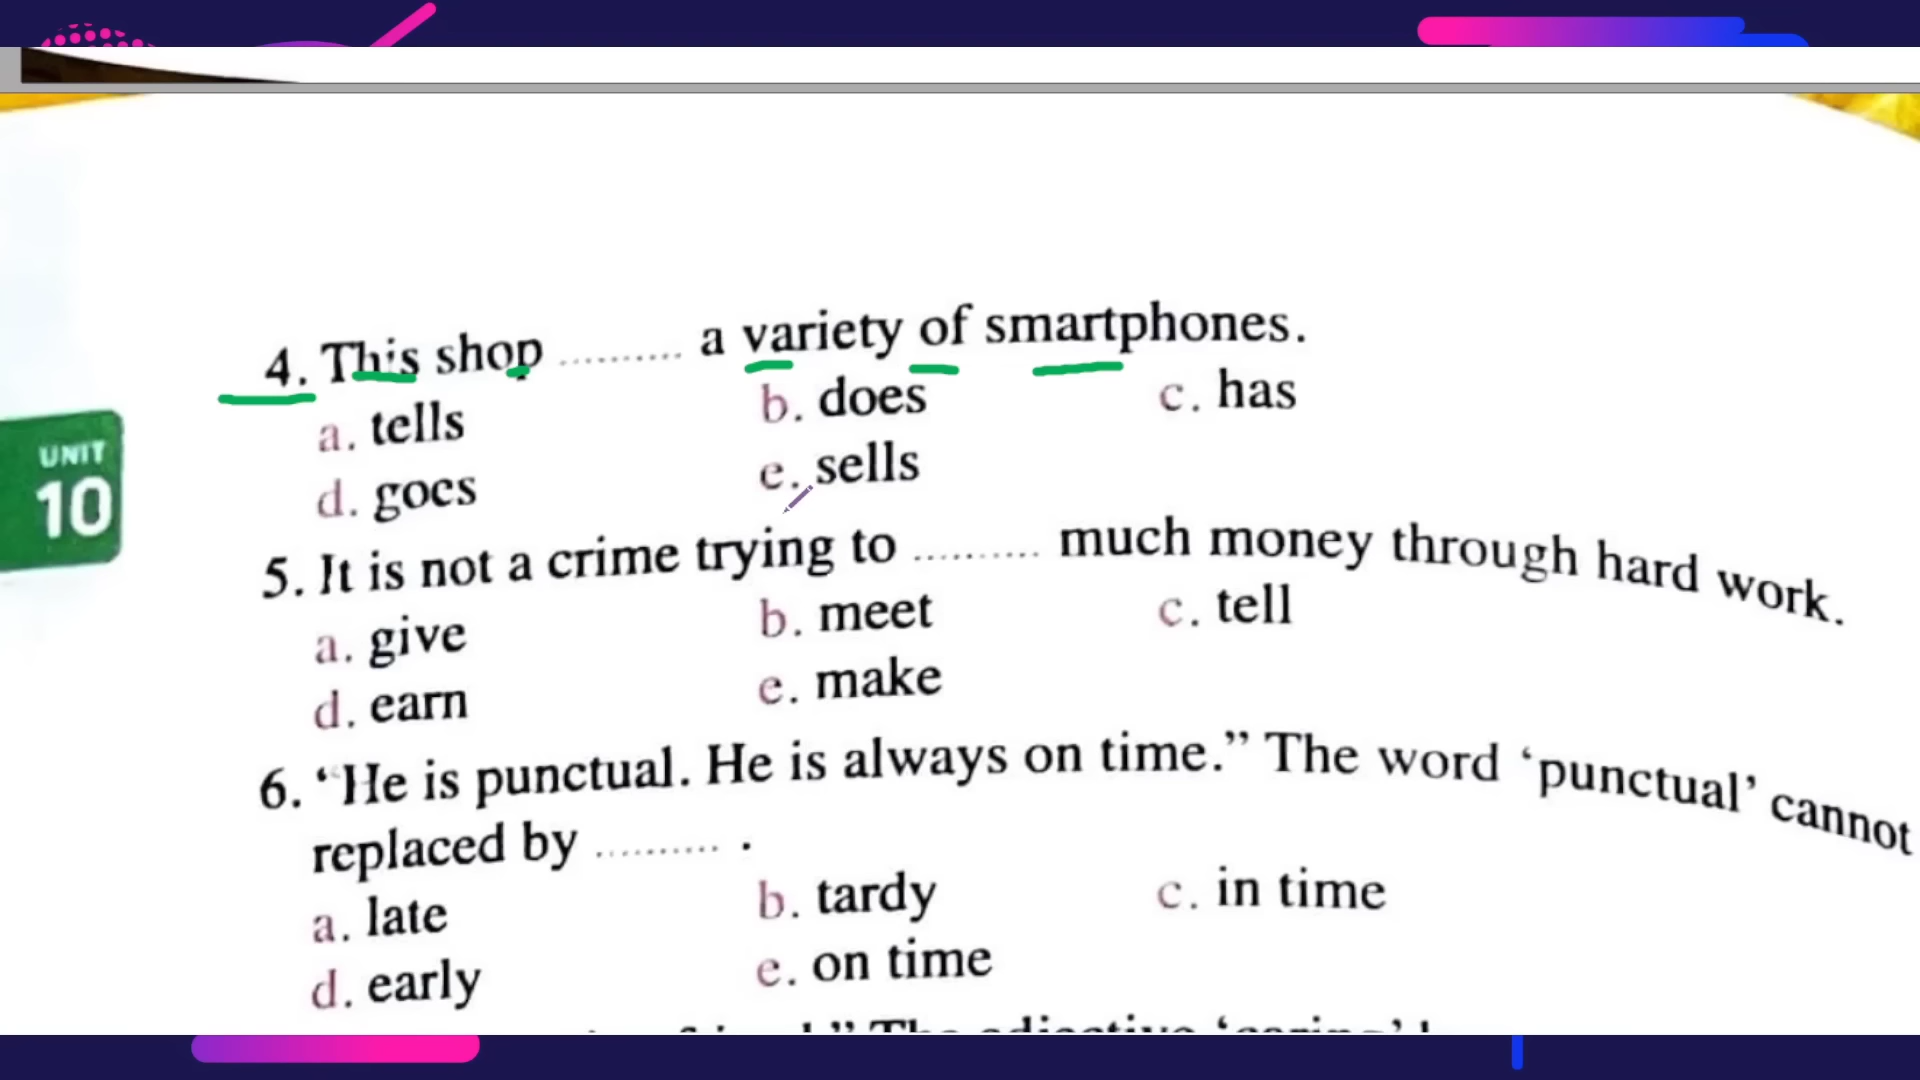 4. This shop .......... a variety of smartphones.
a. tells b. does c. has
d. goes e. sells
UNIT
10
5. It is not a crime trying to .......... much money through hard work.
a. give b. meet c. tell
d. earn e. make
6. "He is punctual. He is always on time." The word 'punctual' cannot
replaced by .......... .
a. late b. tardy c. in time
d. early e. on time